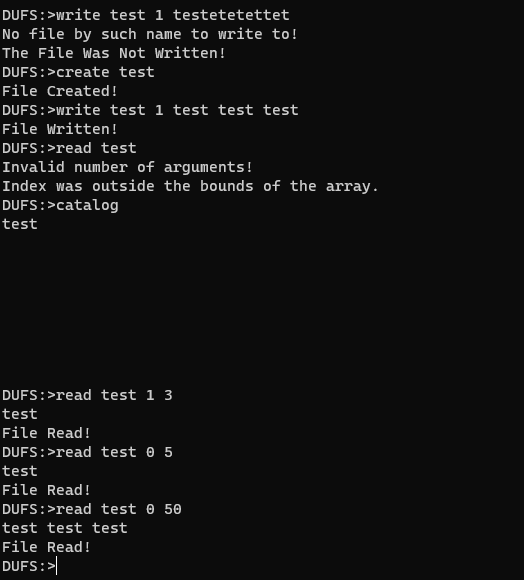 DUFS:>write test 1 testetetettet
No file by such name to write to!
The File Was Not Written!
DUFS:>create test
File Created!
DUFS:>write test 1 test test test
File Written!
DUFS:>read test
Invalid number of arguments!
Index was outside the bounds of the array.
DUFS:>catalog
test
DUFS:>read test 1 3
test
File Read!
DUFS:>read test 0 5
test
File Read!
DUFS:>read test 0 50
test test test
File Read!
DUFS:>